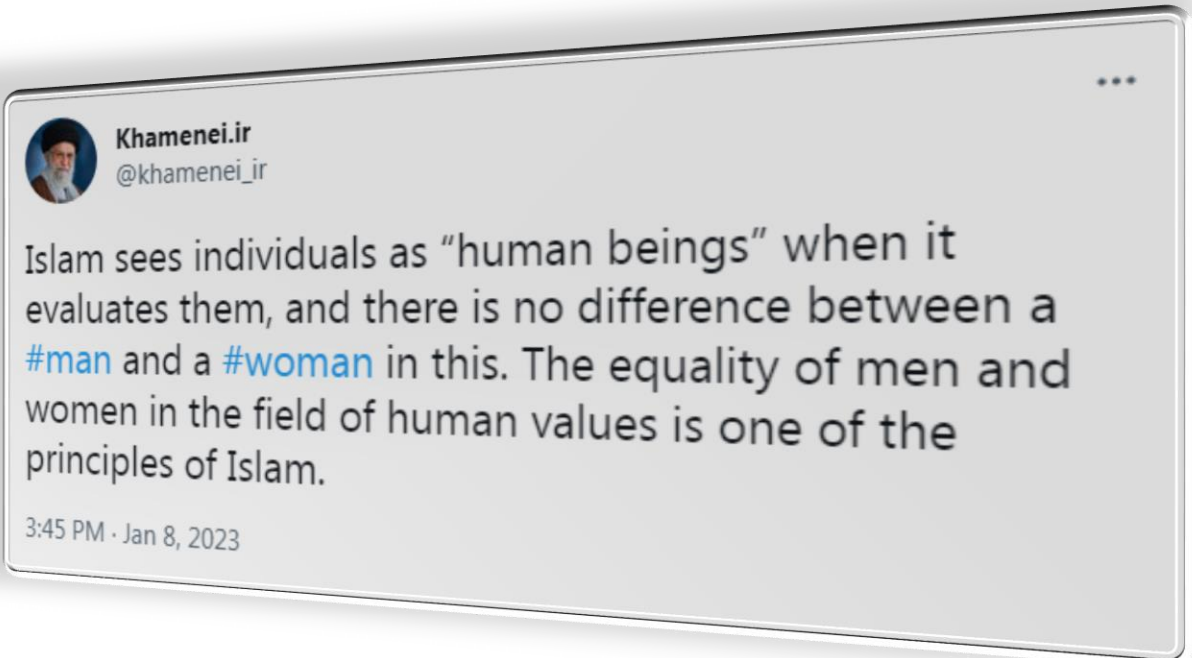 Khamenei.ir
@khamenei_ir
Islam sees individuals as “human beings” when it
evaluates them, and there is no difference between a
#man and a #woman in this. The equality of men and
women in the field of human values is one of the
principles of Islam.
3:45 PM · Jan 8, 2023